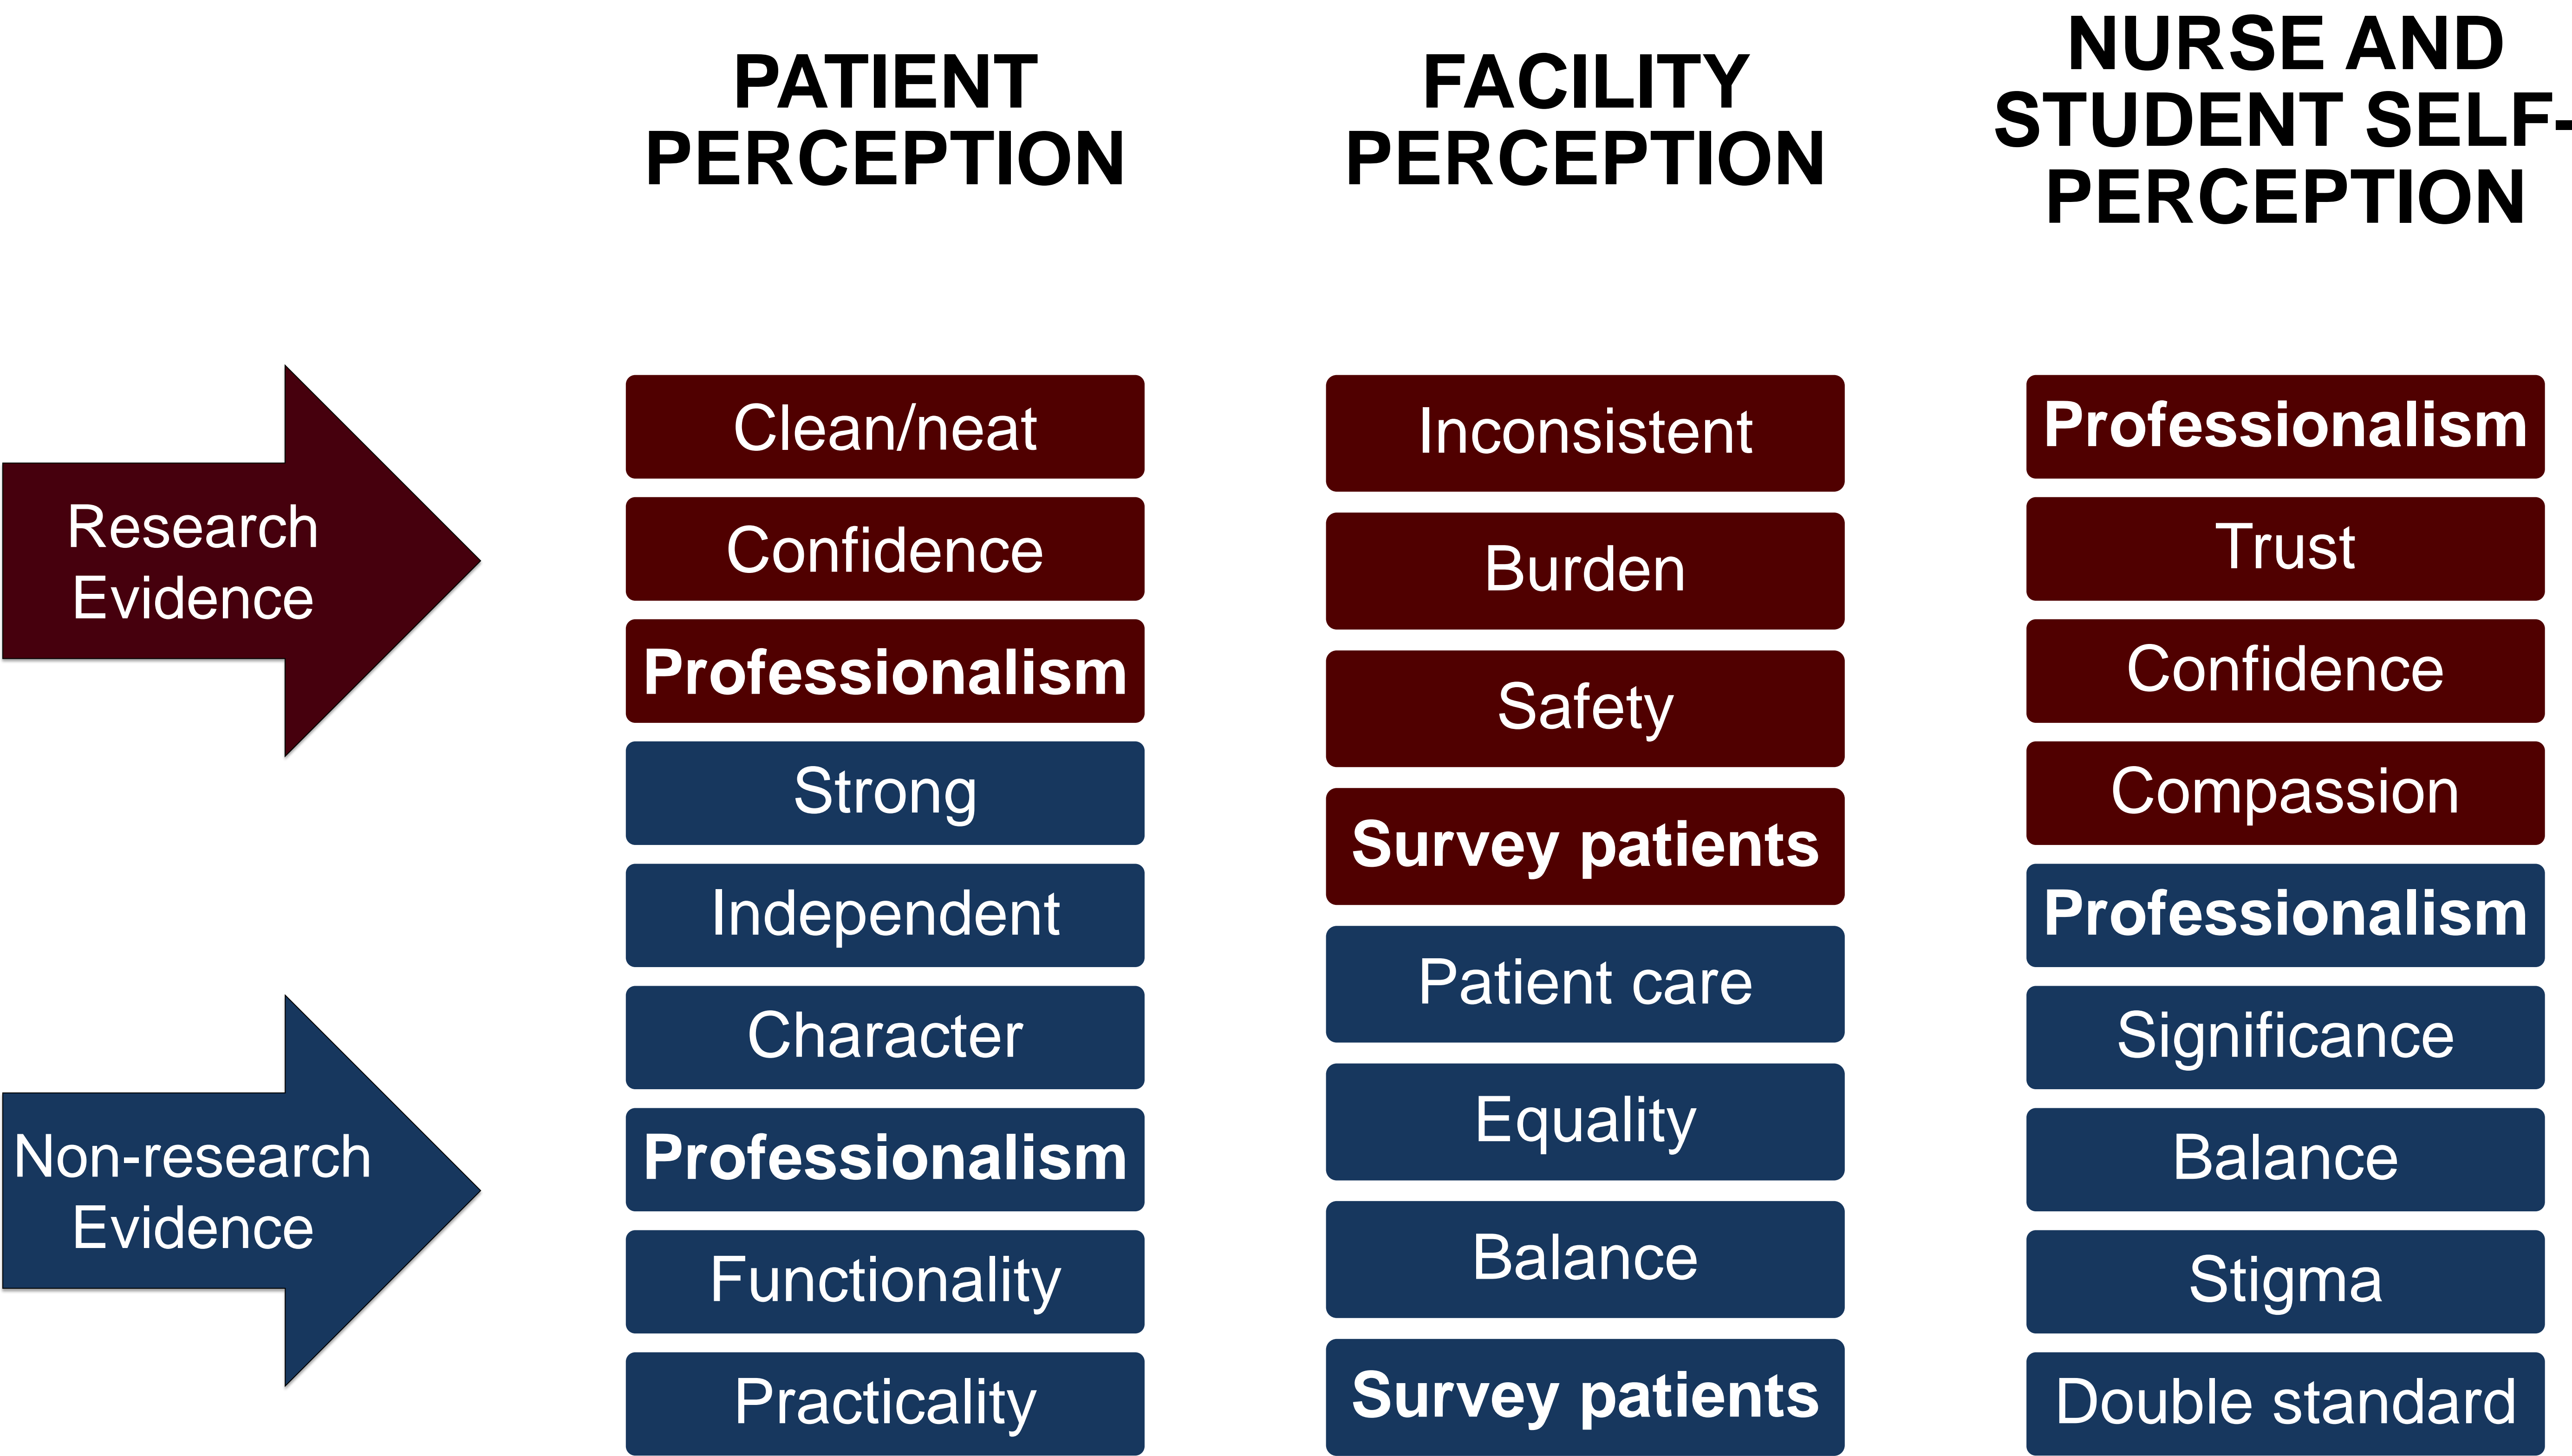 PATIENT
PERCEPTION
FACILITY
PERCEPTION
NURSE AND
STUDENT SELF-
PERCEPTION
Research
Evidence
Non-research
Evidence
Clean/neat
Confidence
Professionalism
Strong
Independent
Character
Professionalism
Functionality
Practicality
Inconsistent
Burden
Safety
Survey patients
Patient care
Equality
Balance
Survey patients
Professionalism
Trust
Confidence
Compassion
Professionalism
Significance
Balance
Stigma
Double standard